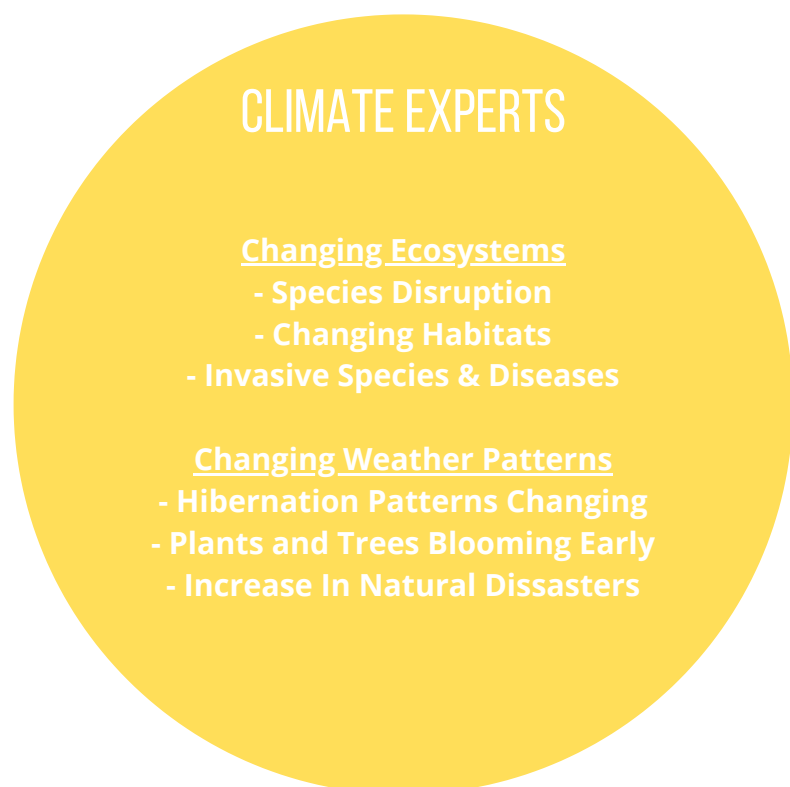 CLIMATE EXPERTS
Changing Ecosystems
- Species Disruption
- Changing Habitats
- Invasive Species & Diseases
Changing Weather Patterns
- Hibernation Patterns Changing
- Plants and Trees Blooming Early
- Increase In Natural Dissasters